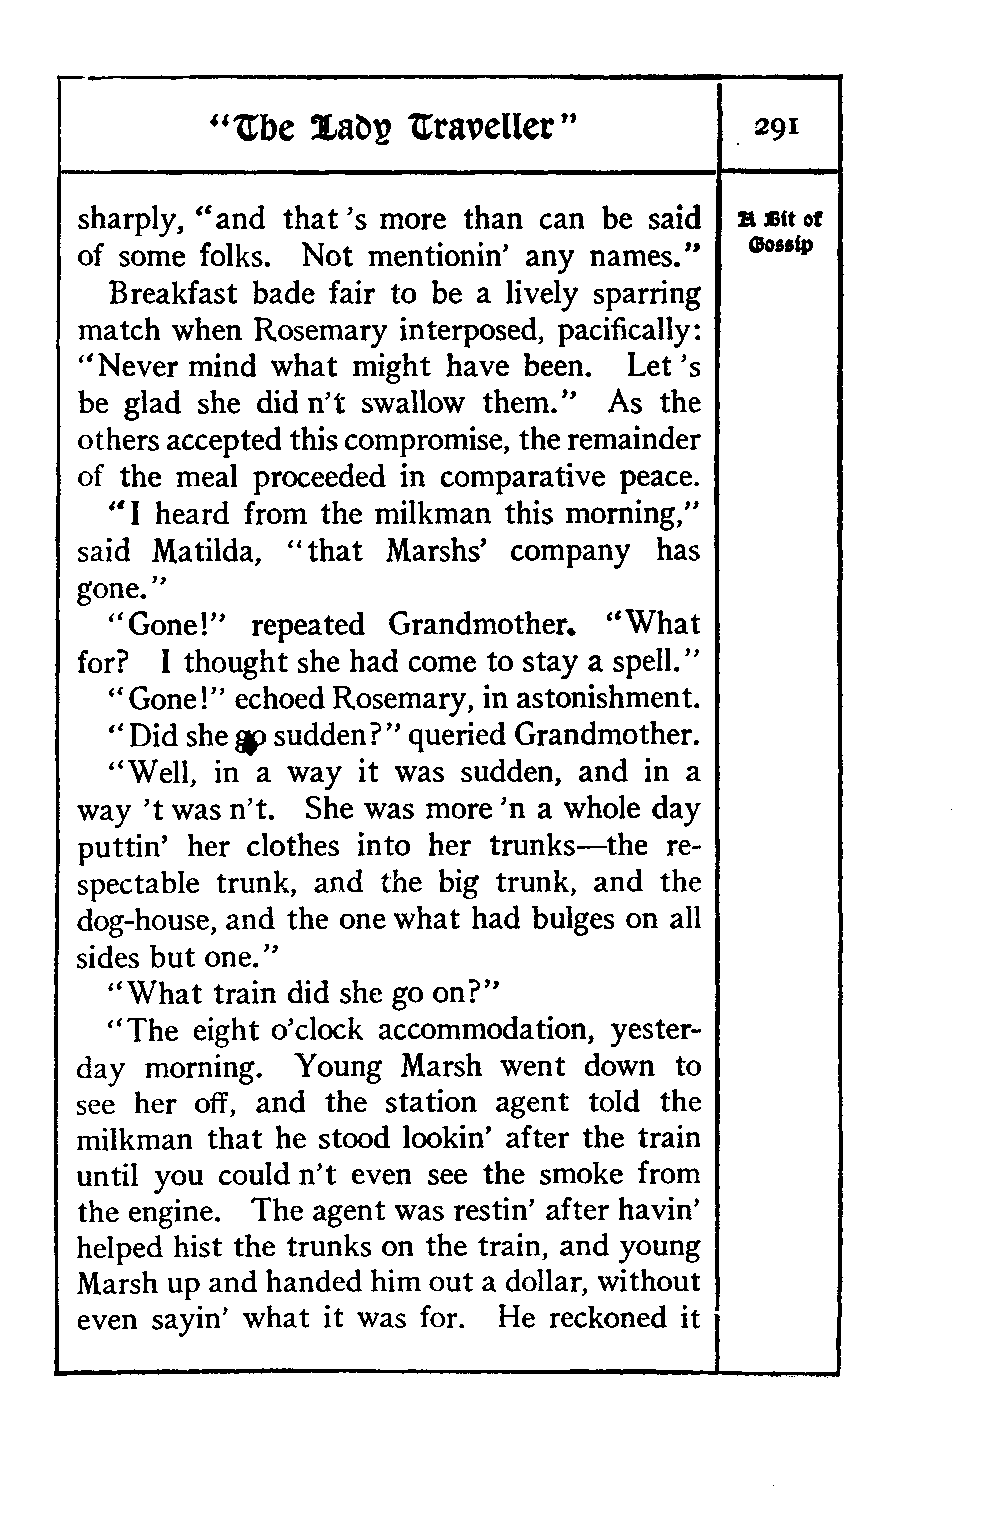 "The Lady Traveller"
291
A Bit of
Gossip
sharply, "and that 's more than can be said
of some folks. Not mentionin' any names."
Breakfast bade fair to be a lively sparring
match when Rosemary interposed, pacifically:
"Never mind what might have been. Let 's
be glad she did n't swallow them." As the
others accepted this compromise, the remainder
of the meal proceeded in comparative peace.
"I heard from the milkman this morning,"
said Matilda, "that Marshs' company has
gone."
"Gone!" repeated Grandmother. "What
for? I thought she had come to stay a spell."
"Gone!" echoed Rosemary, in astonishment.
"Did she go sudden?" queried Grandmother.
"Well, in a way it was sudden, and in a
way 't was n't. She was more 'n a whole day
puttin' her clothes into her trunks—the re-
spectable trunk, and the big trunk, and the
dog-house, and the one what had bulges on all
sides but one."
"What train did she go on?"
"The eight o'clock accommodation, yester-
day morning. Young Marsh went down to
see her off, and the station agent told the
milkman that he stood lookin' after the train
until you could n't even see the smoke from
the engine. The agent was restin' after havin'
helped hist the trunks on the train, and young
Marsh up and handed him out a dollar, without
even sayin' what it was for. He reckoned it